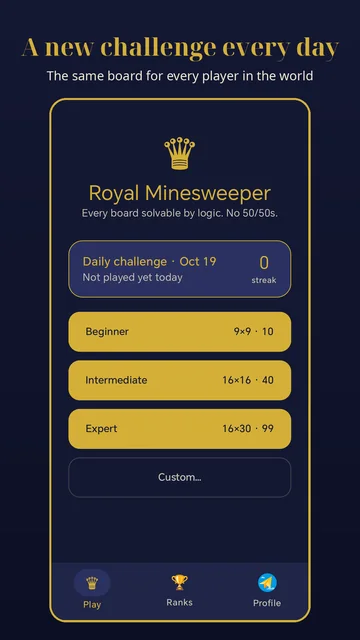 A new challenge every day
The same board for every player in the world
Royal Minesweeper
Every board solvable by logic. No 50/50s.
Daily challenge · Oct 19
Not played yet today
0
streak
Beginner 9×9 · 10
Intermediate 16×16 · 40
Expert 16×30 · 99
Custom...
Play Ranks Profile